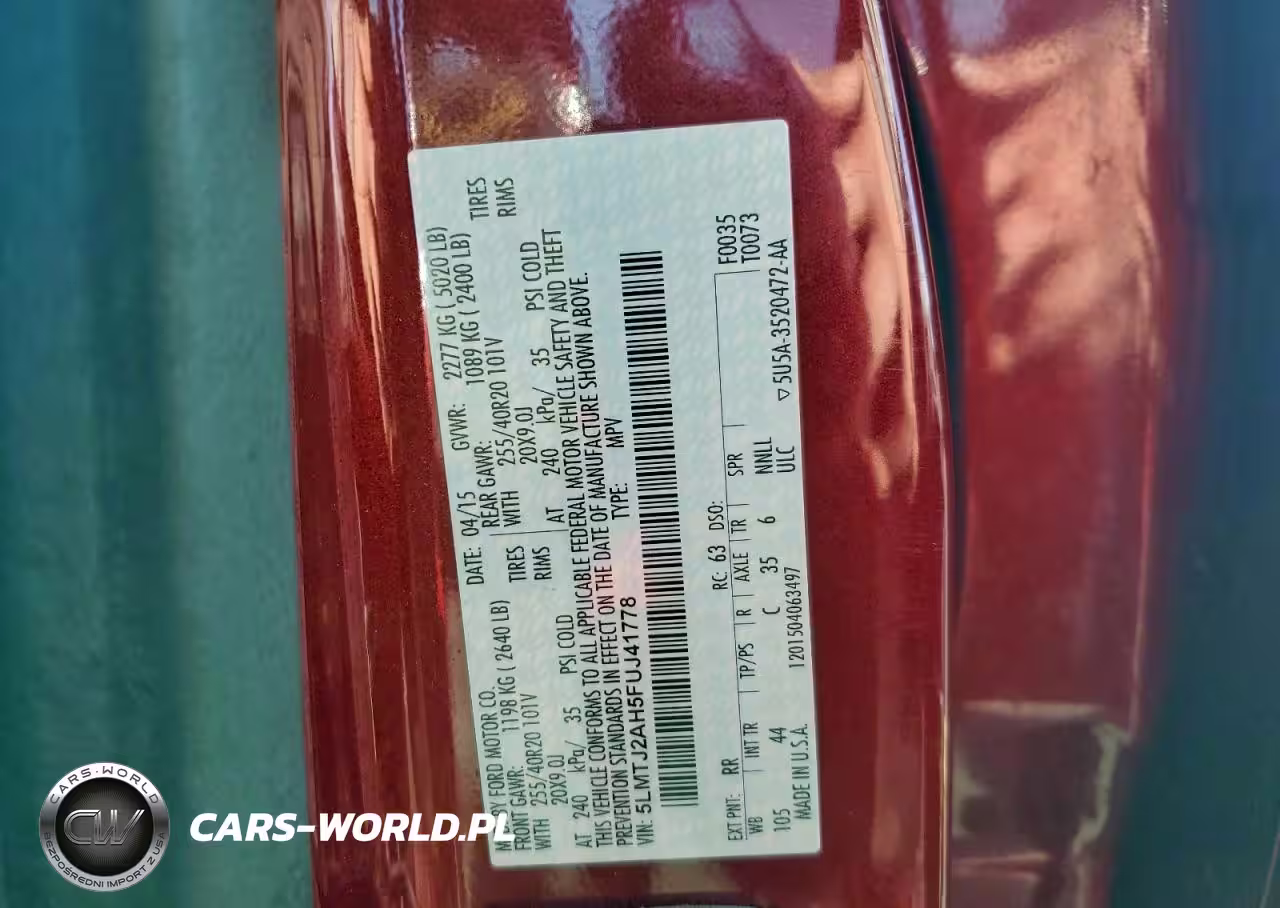 MFD BY FORD MOTOR CO.
DATE: 04/15 GVWR: 2277 KG ( 5020 LB)
FRONT GAWR: 1198 KG ( 2640 LB)
REAR GAWR: 1089 KG ( 2400 LB)
WITH 255/40R20 101V TIRES
WITH 255/40R20 101V TIRES
20X9.0J RIMS
20X9.0J RIMS
AT 240 kPa/ 35 PSI COLD
AT 240 kPa/ 35 PSI COLD
THIS VEHICLE CONFORMS TO ALL APPLICABLE FEDERAL MOTOR VEHICLE SAFETY AND THEFT
PREVENTION STANDARDS IN EFFECT ON THE DATE OF MANUFACTURE SHOWN ABOVE.
VIN: 5LMTJ2AH5FUJ41778 TYPE: MPV
EXT PNT: RR RC: 63 DSO: F0035
WB INT TR TP/PS R AXLE TR SPR T0073
105 44 C 35 6 NNLL
ULC ▽5U5A-3520472-AA
MADE IN U.S.A. 1201504063497
CARS-WORLD
CW
BEZPOŚREDNI IMPORT Z USA
CARS-WORLD.PL